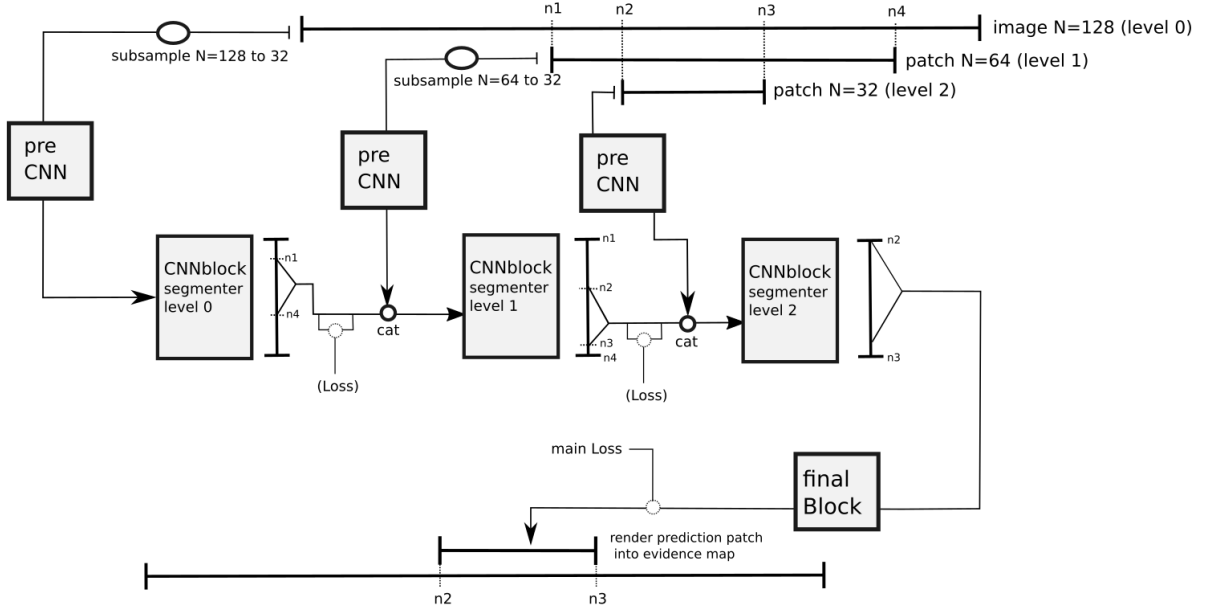 n1
n2
n3
n4
image N=128 (level 0)
subsample N=128 to 32
patch N=64 (level 1)
subsample N=64 to 32
patch N=32 (level 2)
pre
CNN
pre
CNN
pre
CNN
CNNblock
segmenter
level 0
n1
n4
cat
(Loss)
CNNblock
segmenter
level 1
n1
n2
n3
n4
cat
(Loss)
CNNblock
segmenter
level 2
n2
n3
main Loss
final
Block
render prediction patch
into evidence map
n2
n3